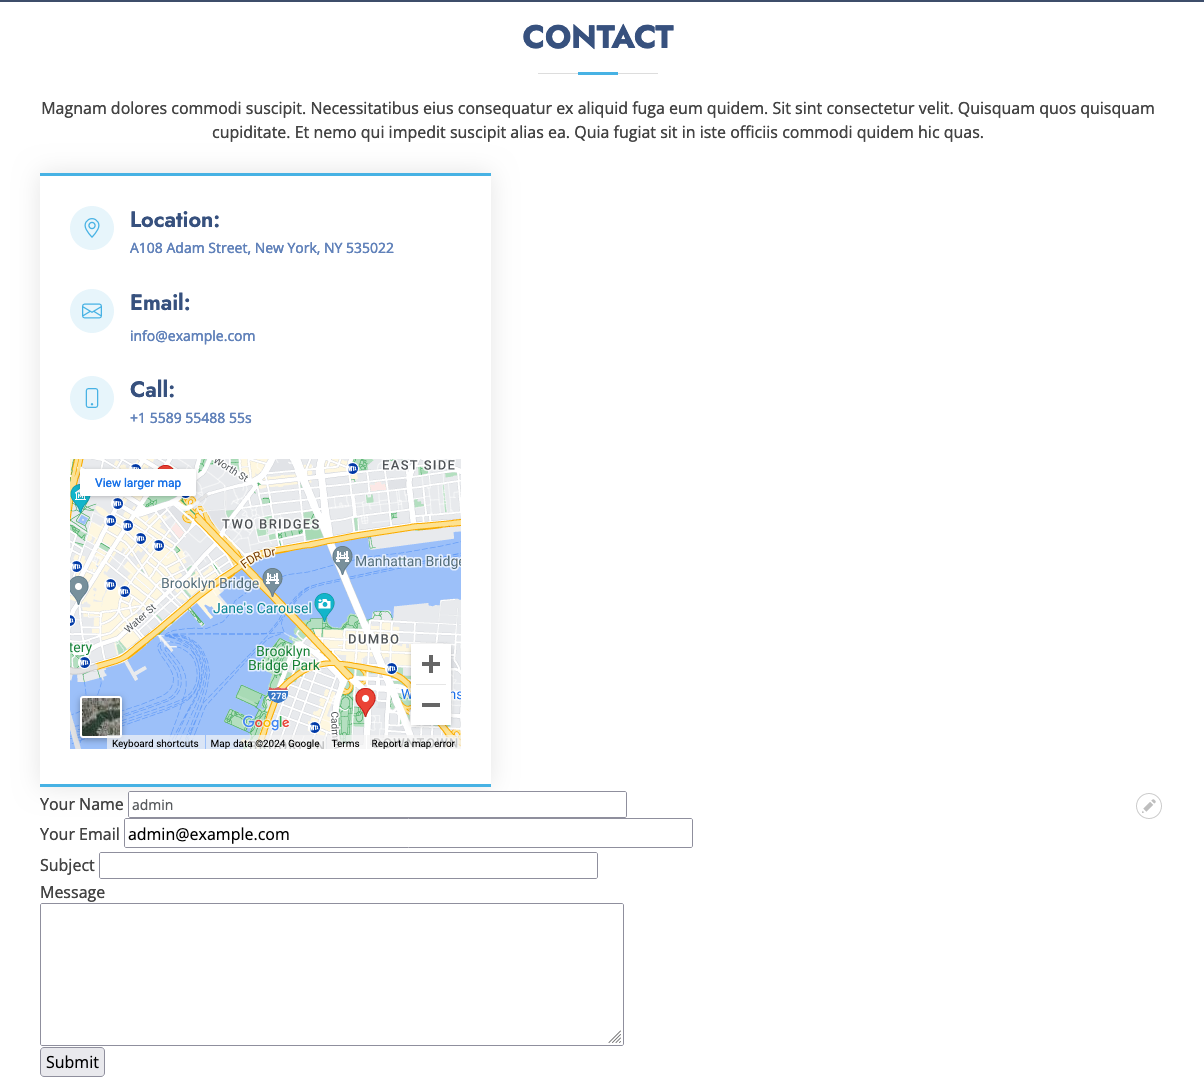 CONTACT
Magnam dolores commodi suscipit. Necessitatibus eius consequatur ex aliquid fuga eum quidem. Sit sint consectetur velit. Quisquam quos quisquam
cupiditate. Et nemo qui impedit suscipit alias ea. Quia fugiat sit in iste officiis commodi quidem hic quas.
Location:
A108 Adam Street, New York, NY 535022
Email:
info@example.com
Call:
+1 5589 55488 55s
View larger map
Worth St
EAST SIDE
TWO BRIDGES
FDR Dr
Manhattan Bridge
Brooklyn Bridge
Jane's Carousel
Water St
DUMBO
tery
Brooklyn
Bridge Park
278
Google
Keyboard shortcuts
Map data ©2024 Google
Terms
Report a map error
Your Name admin
Your Email admin@example.com
Subject
Message
Submit